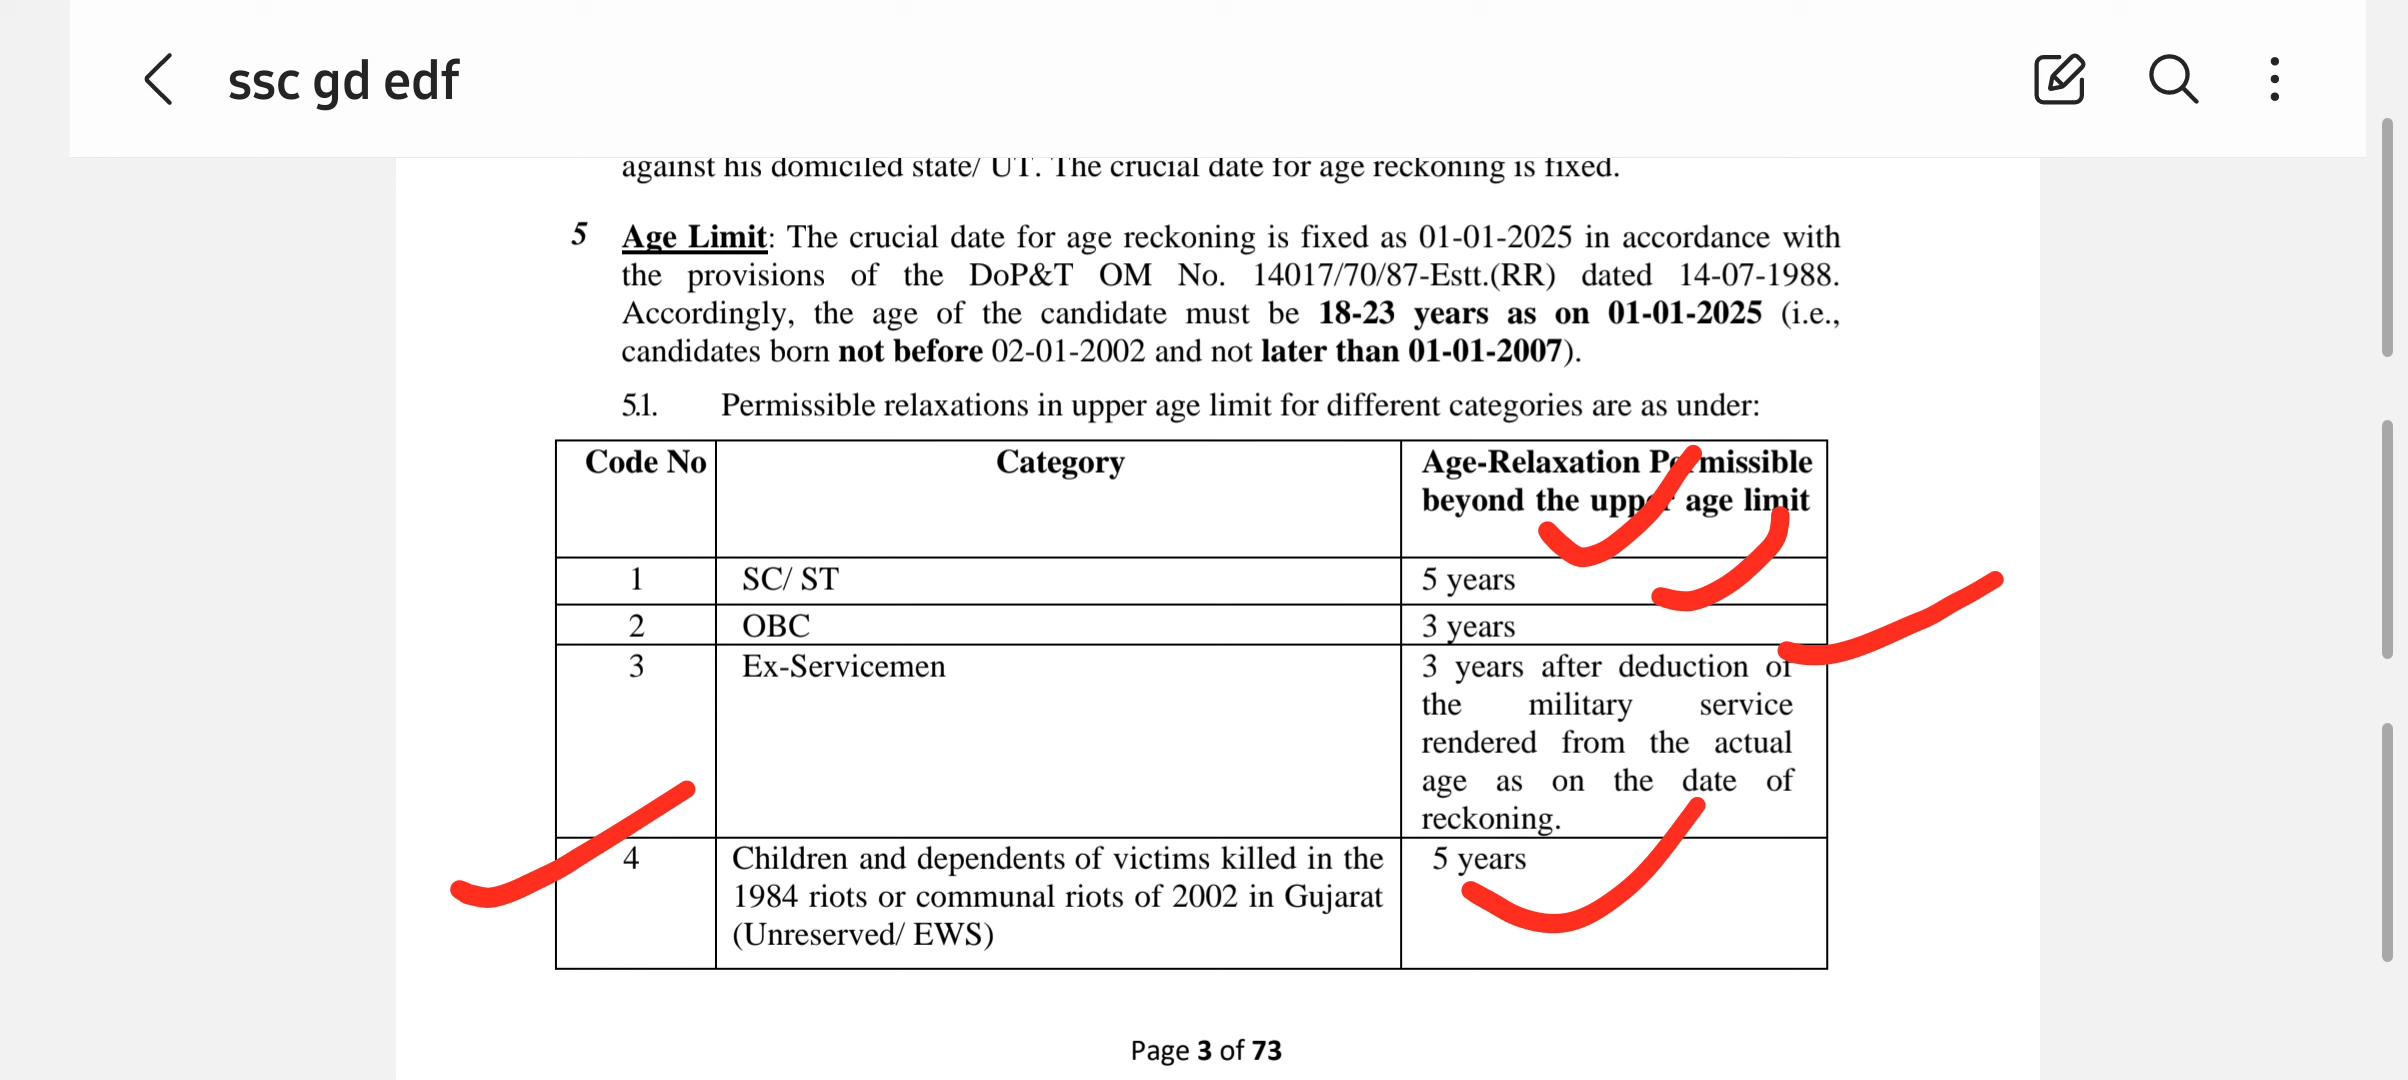 ssc gd edf
against his domiciled state/ UT. The crucial date for age reckoning is fixed.
5 Age Limit: The crucial date for age reckoning is fixed as 01-01-2025 in accordance with
the provisions of the DoP&T OM No. 14017/70/87-Estt.(RR) dated 14-07-1988.
Accordingly, the age of the candidate must be 18-23 years as on 01-01-2025 (i.e.,
candidates born not before 02-01-2002 and not later than 01-01-2007).
5.1. Permissible relaxations in upper age limit for different categories are as under:
Code No Category Age-Relaxation Permissible
beyond the upper age limit
1 SC/ ST 5 years
2 OBC 3 years
3 Ex-Servicemen 3 years after deduction of
the military service
rendered from the actual
age as on the date of
reckoning.
4 Children and dependents of victims killed in the 5 years
1984 riots or communal riots of 2002 in Gujarat
(Unreserved/ EWS)
Page 3 of 73